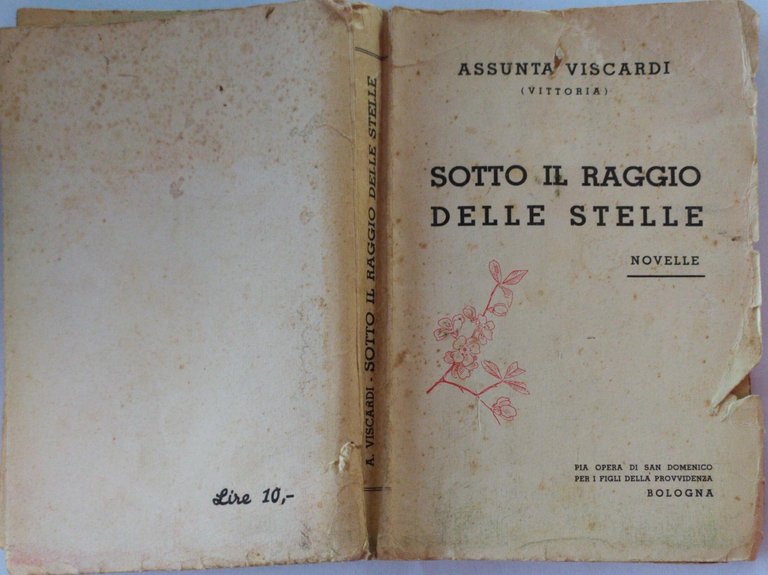 Lire 10,-
A. VISCARDI - SOTTO IL RAGGIO DELLE STELLE
ASSUNTA VISCARDI
(VITTORIA)
SOTTO IL RAGGIO
DELLE STELLE
NOVELLE
PIA OPERA DI SAN DOMENICO
PER I FIGLI DELLA PROVVIDENZA
BOLOGNA